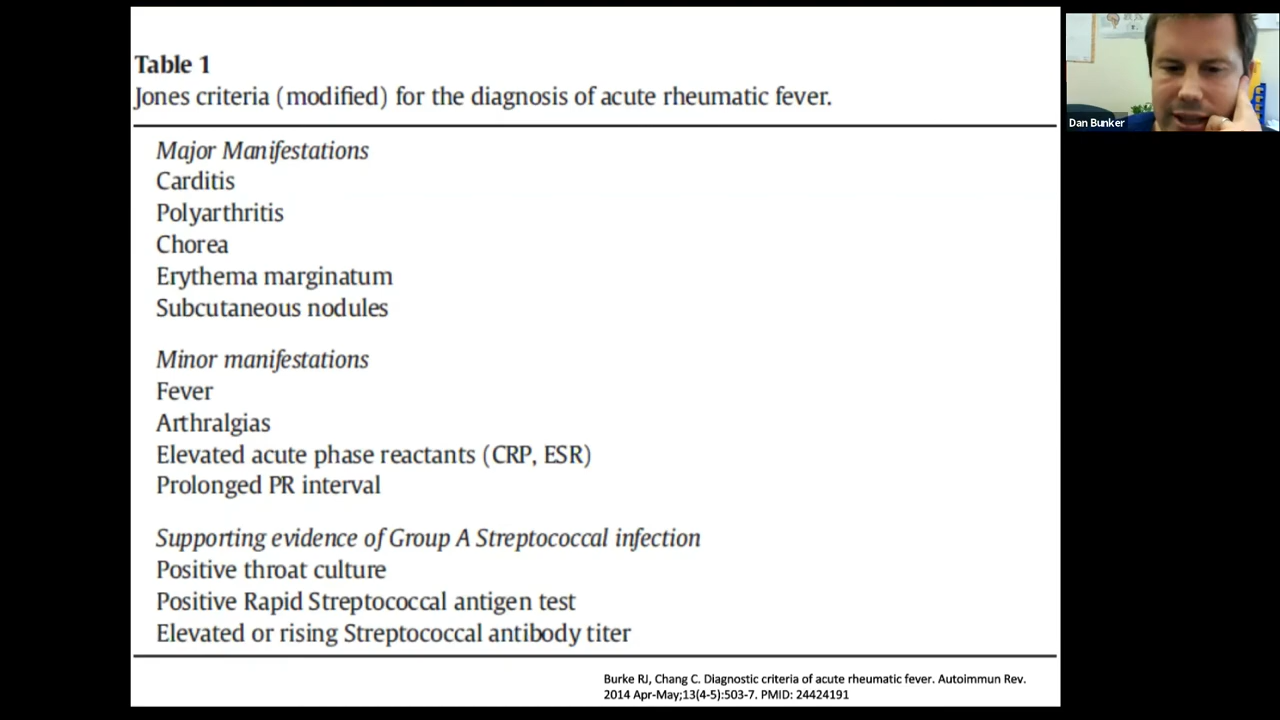 Table 1
Jones criteria (modified) for the diagnosis of acute rheumatic fever.
Major Manifestations
Carditis
Polyarthritis
Chorea
Erythema marginatum
Subcutaneous nodules
Minor manifestations
Fever
Arthralgias
Elevated acute phase reactants (CRP, ESR)
Prolonged PR interval
Supporting evidence of Group A Streptococcal infection
Positive throat culture
Positive Rapid Streptococcal antigen test
Elevated or rising Streptococcal antibody titer
Burke RJ, Chang C. Diagnostic criteria of acute rheumatic fever. Autoimmun Rev.
2014 Apr-May;13(4-5):503-7. PMID: 24424191
Dan Bunker